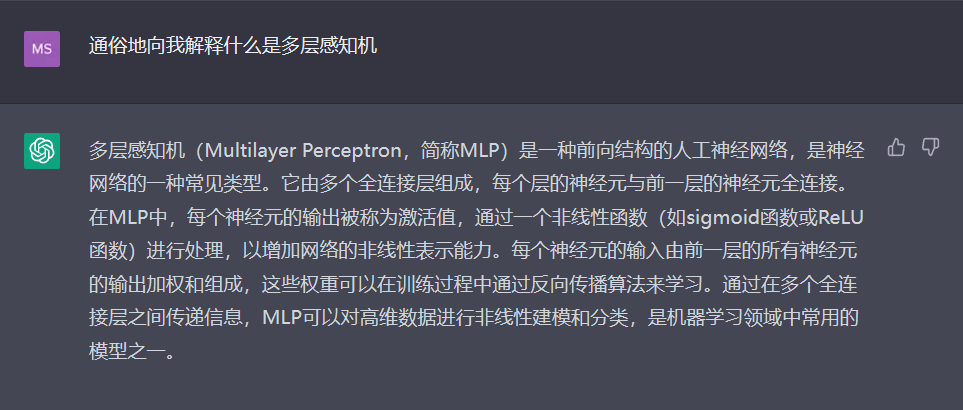 MS
通俗地向我解释什么是多层感知机
多层感知机（Multilayer Perceptron，简称MLP）是一种前向结构的人工神经网络，是神经
网络的一种常见类型。它由多个全连接层组成，每个层的神经元与前一层的神经元全连接。
在MLP中，每个神经元的输出被称为激活值，通过一个非线性函数（如sigmoid函数或ReLU
函数）进行处理，以增加网络的非线性表示能力。每个神经元的输入由前一层的所有神经元
的输出加权和组成，这些权重可以在训练过程中通过反向传播算法来学习。通过在多个全连
接层之间传递信息，MLP可以对高维数据进行非线性建模和分类，是机器学习领域中常用的
模型之一。